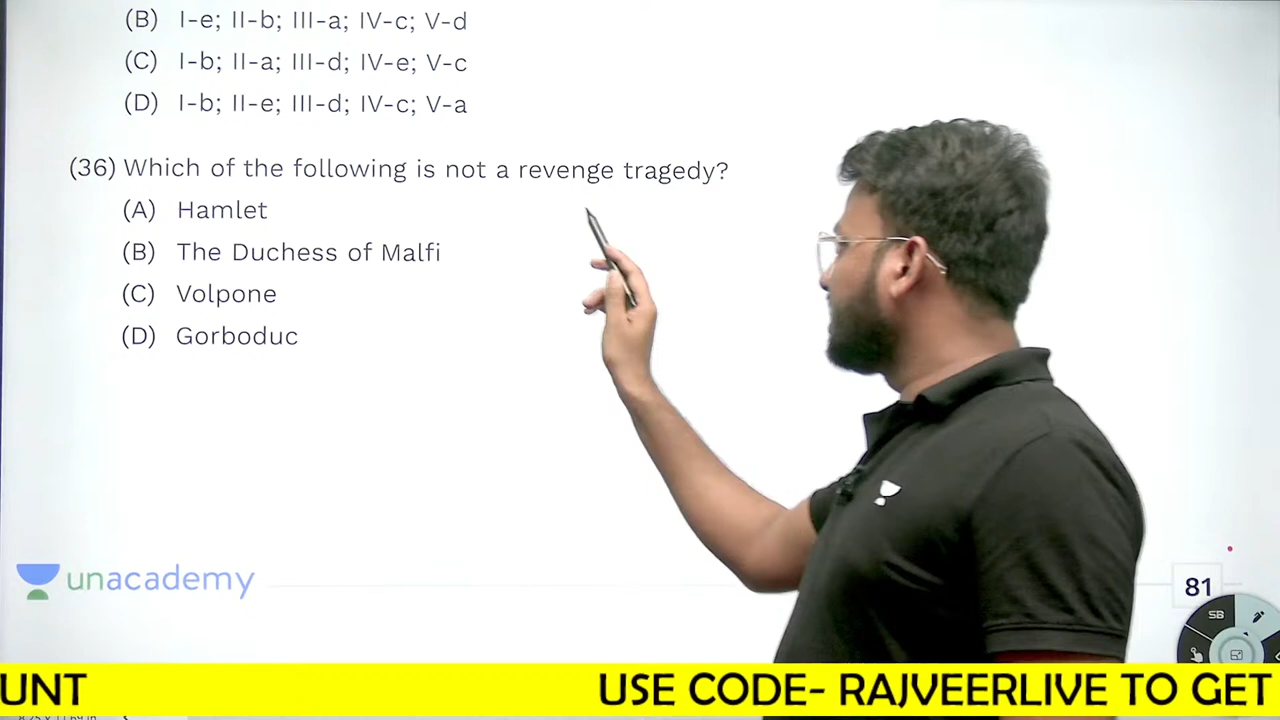 (B) I-e; II-b; III-a; IV-c; V-d
(C) I-b; II-a; III-d; IV-e; V-c
(D) I-b; II-e; III-d; IV-c; V-a
(36) Which of the following is not a revenge tragedy?
(A) Hamlet
(B) The Duchess of Malfi
(C) Volpone
(D) Gorboduc
unacademy
81
SB
UNT USE CODE- RAJVEERLIVE TO GET